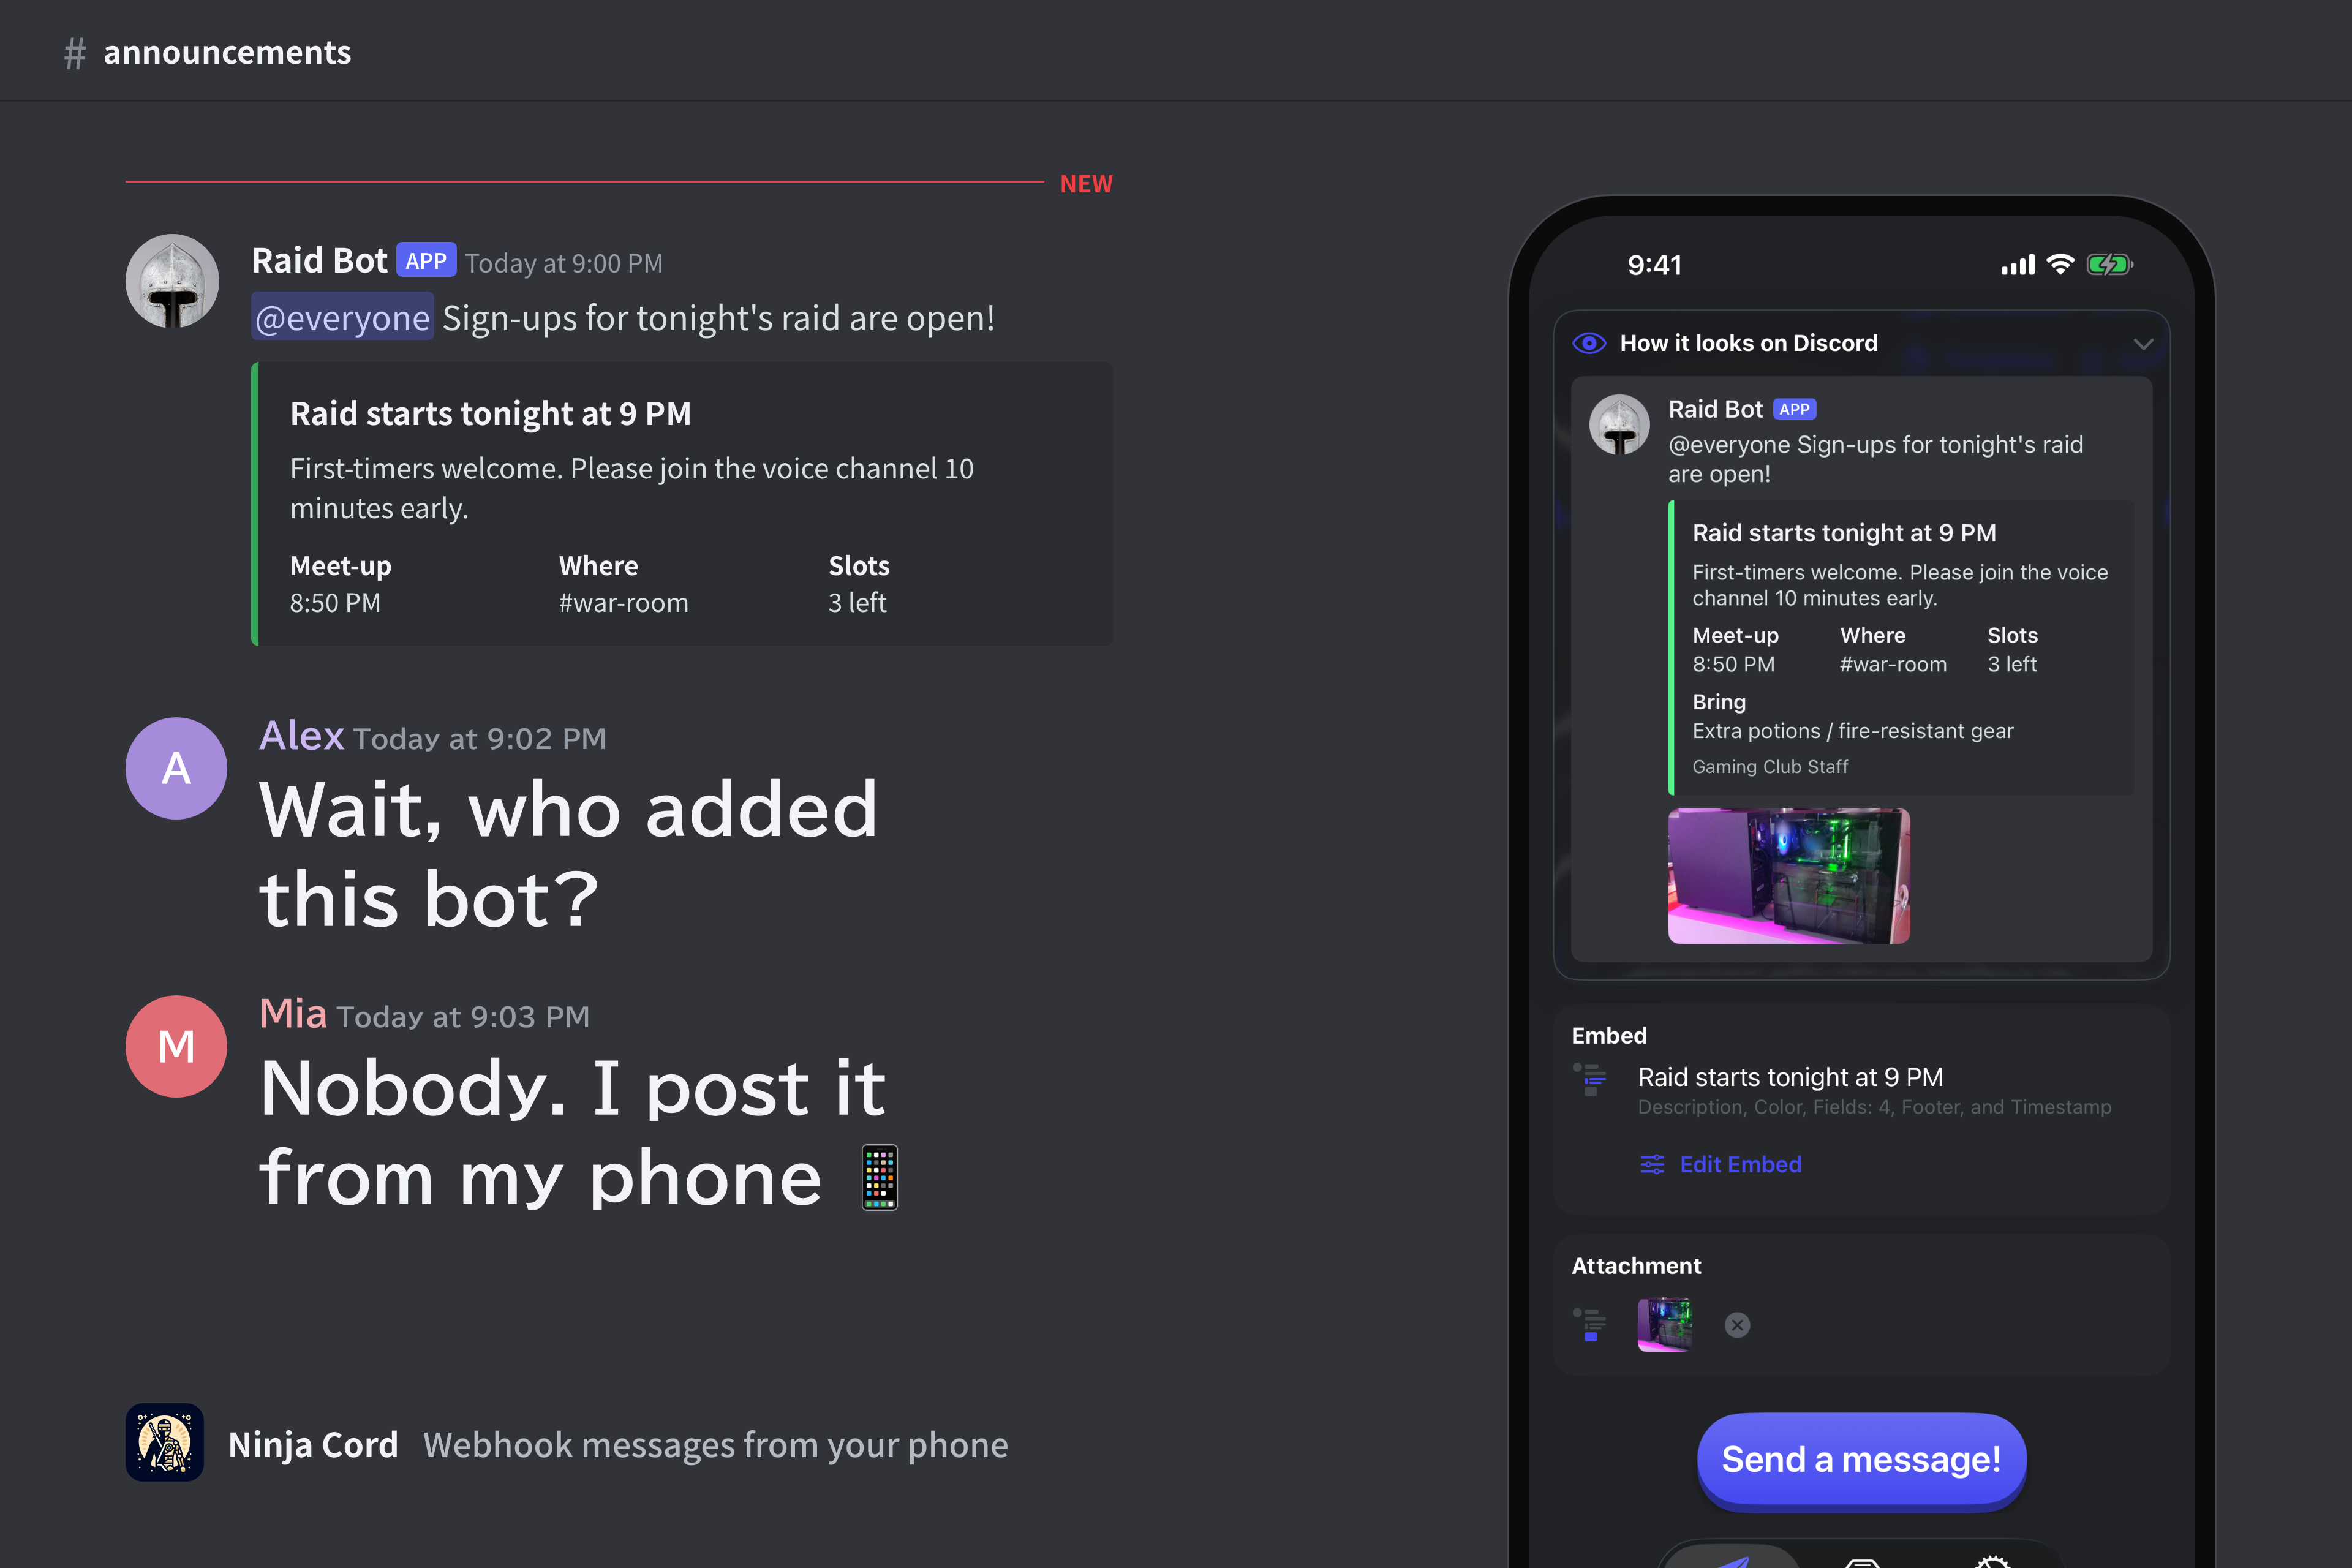 # announcements
NEW
Raid Bot APP Today at 9:00 PM
@everyone Sign-ups for tonight's raid are open!
Raid starts tonight at 9 PM
First-timers welcome. Please join the voice channel 10
minutes early.
Meet-up Where Slots
8:50 PM #war-room 3 left
A
Alex Today at 9:02 PM
Wait, who added
this bot?
M
Mia Today at 9:03 PM
Nobody. I post it
from my phone 📱
Ninja Cord Webhook messages from your phone
9:41
How it looks on Discord
Raid Bot APP
@everyone Sign-ups for tonight's raid
are open!
Raid starts tonight at 9 PM
First-timers welcome. Please join the voice
channel 10 minutes early.
Meet-up Where Slots
8:50 PM #war-room 3 left
Bring
Extra potions / fire-resistant gear
Gaming Club Staff
Embed
Raid starts tonight at 9 PM
Description, Color, Fields: 4, Footer, and Timestamp
Edit Embed
Attachment
Send a message!